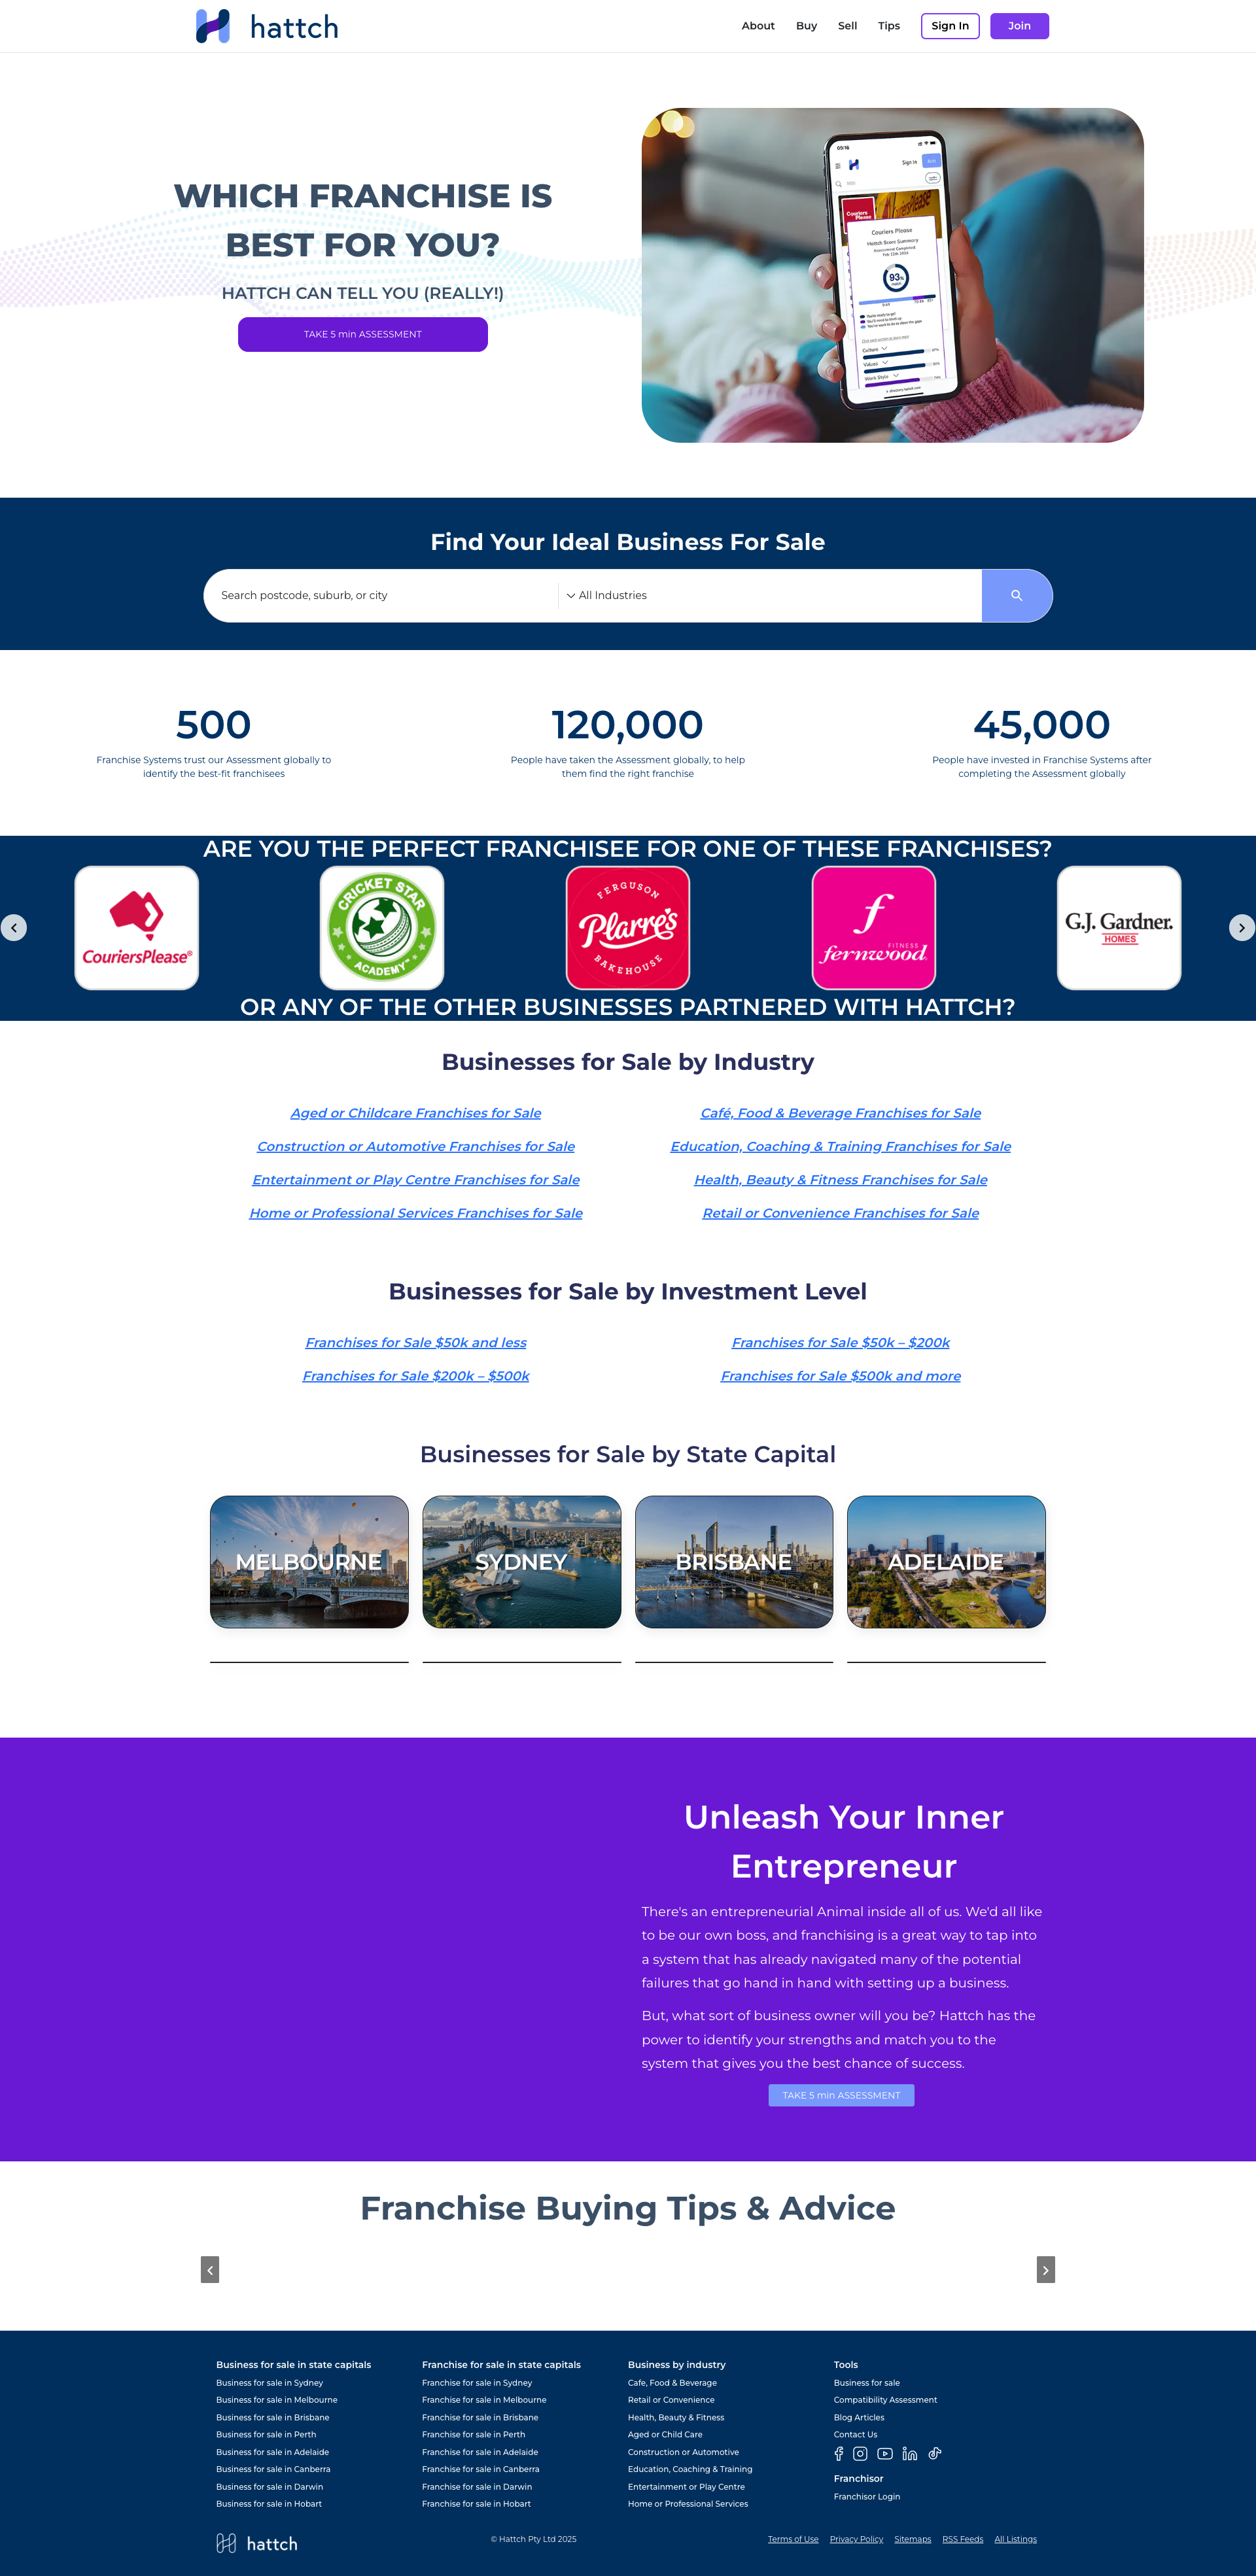 hattch
About Buy Sell Tips Sign In Join
WHICH FRANCHISE IS
BEST FOR YOU?
HATTCH CAN TELL YOU (REALLY!)
TAKE 5 min ASSESSMENT
Sign In
Couriers Please
Couriers Please
Hattch Score Summary
93%
Culture
Values
Work Style
Find Your Ideal Business For Sale
Search postcode, suburb, or city
All Industries
500
Franchise Systems trust our Assessment globally to
identify the best-fit franchisees
120,000
People have taken the Assessment globally, to help
them find the right franchise
45,000
People have invested in Franchise Systems after
completing the Assessment globally
ARE YOU THE PERFECT FRANCHISEE FOR ONE OF THESE FRANCHISES?
CouriersPlease®
CRICKET STAR
ACADEMY™
FERGUSON
Plarre's
BAKEHOUSE
f
FITNESS
fernwood
G.J. Gardner.
HOMES
OR ANY OF THE OTHER BUSINESSES PARTNERED WITH HATTCH?
Businesses for Sale by Industry
Aged or Childcare Franchises for Sale
Café, Food & Beverage Franchises for Sale
Construction or Automotive Franchises for Sale
Education, Coaching & Training Franchises for Sale
Entertainment or Play Centre Franchises for Sale
Health, Beauty & Fitness Franchises for Sale
Home or Professional Services Franchises for Sale
Retail or Convenience Franchises for Sale
Businesses for Sale by Investment Level
Franchises for Sale $50k and less
Franchises for Sale $50k – $200k
Franchises for Sale $200k – $500k
Franchises for Sale $500k and more
Businesses for Sale by State Capital
MELBOURNE
SYDNEY
BRISBANE
ADELAIDE
Unleash Your Inner
Entrepreneur
There's an entrepreneurial Animal inside all of us. We'd all like
to be our own boss, and franchising is a great way to tap into
a system that has already navigated many of the potential
failures that go hand in hand with setting up a business.
But, what sort of business owner will you be? Hattch has the
power to identify your strengths and match you to the
system that gives you the best chance of success.
TAKE 5 min ASSESSMENT
Franchise Buying Tips & Advice
Business for sale in state capitals
Business for sale in Sydney
Business for sale in Melbourne
Business for sale in Brisbane
Business for sale in Perth
Business for sale in Adelaide
Business for sale in Canberra
Business for sale in Darwin
Business for sale in Hobart
Franchise for sale in state capitals
Franchise for sale in Sydney
Franchise for sale in Melbourne
Franchise for sale in Brisbane
Franchise for sale in Perth
Franchise for sale in Adelaide
Franchise for sale in Canberra
Franchise for sale in Darwin
Franchise for sale in Hobart
Business by industry
Cafe, Food & Beverage
Retail or Convenience
Health, Beauty & Fitness
Aged or Child Care
Construction or Automotive
Education, Coaching & Training
Entertainment or Play Centre
Home or Professional Services
Tools
Business for sale
Compatibility Assessment
Blog Articles
Contact Us
Franchisor
Franchisor Login
hattch
© Hattch Pty Ltd 2025
Terms of Use Privacy Policy Sitemaps RSS Feeds All Listings